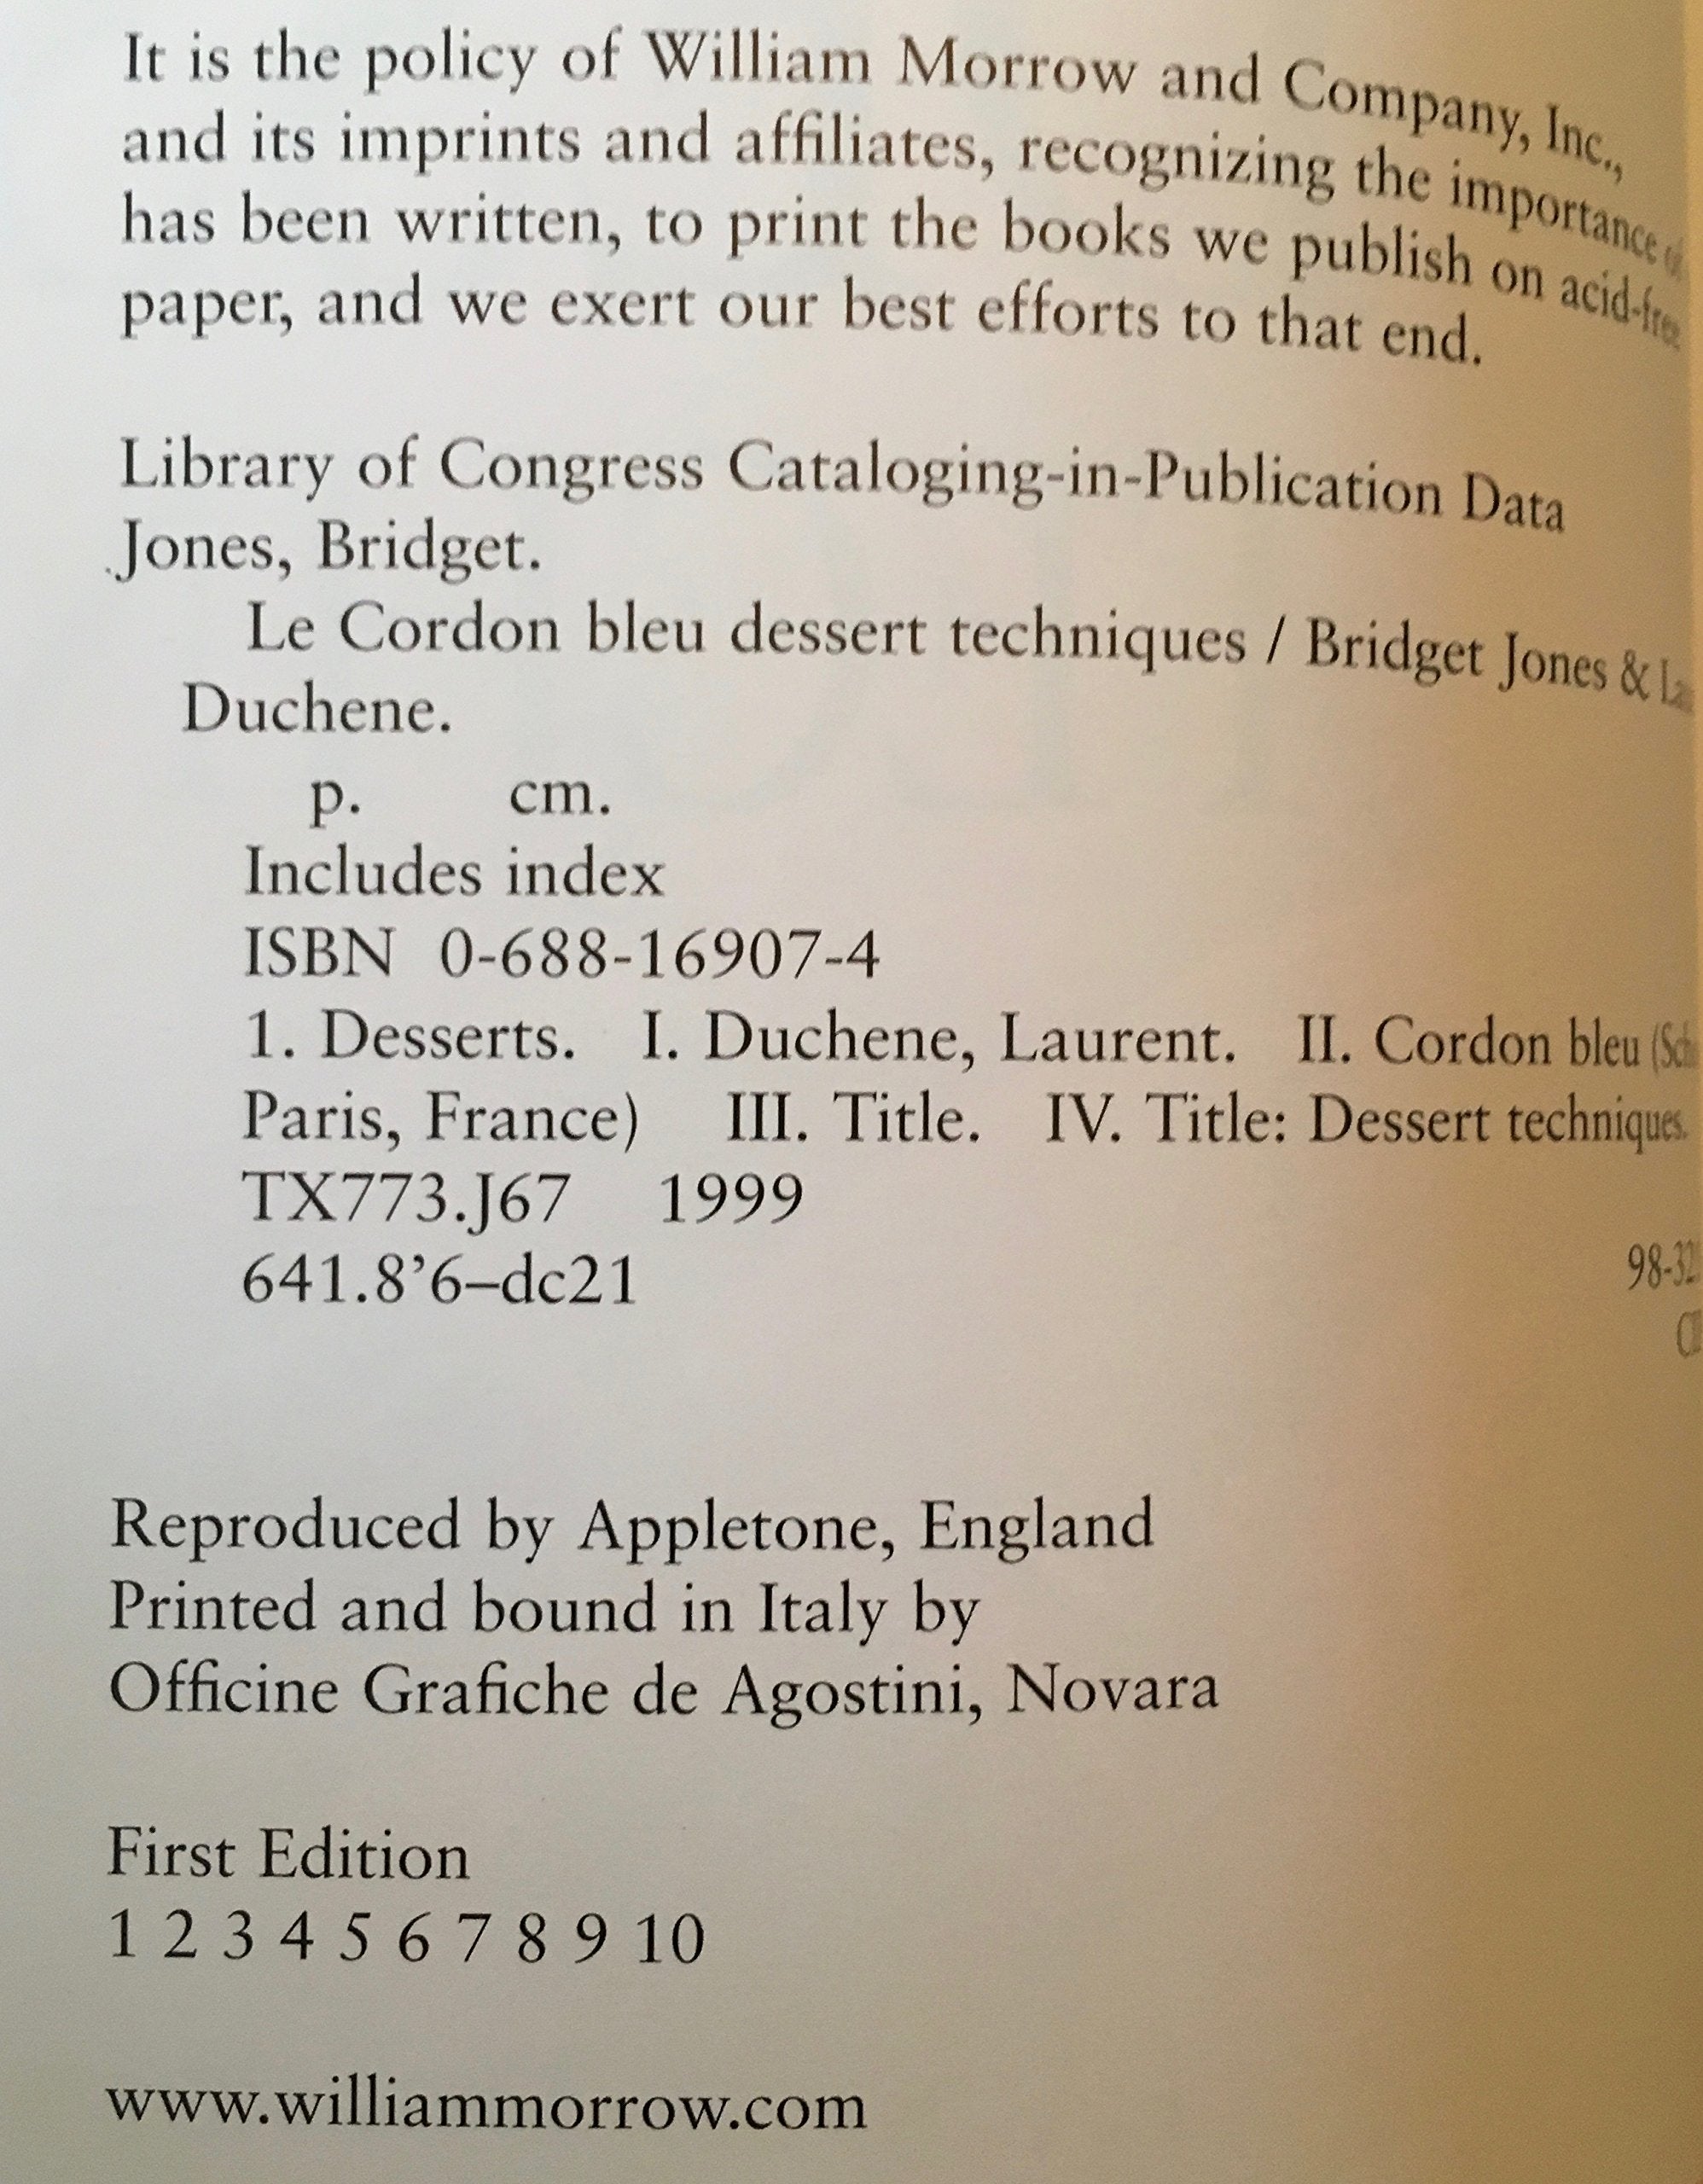 It is the policy of William Morrow and Company, Inc.,
and its imprints and affiliates, recognizing the importance
has been written, to print the books we publish on acid-free
paper, and we exert our best efforts to that end.
Library of Congress Cataloging-in-Publication Data
Jones, Bridget.
Le Cordon bleu dessert techniques / Bridget Jones &
Duchene.
p. cm.
Includes index
ISBN 0-688-16907-4
1. Desserts. I. Duchene, Laurent. II. Cordon bleu
Paris, France) III. Title. IV. Title: Dessert techniques.
TX773.J67 1999
641.8’6–dc21
Reproduced by Appletone, England
Printed and bound in Italy by
Officine Grafiche de Agostini, Novara
First Edition
1 2 3 4 5 6 7 8 9 10
www.williammorrow.com